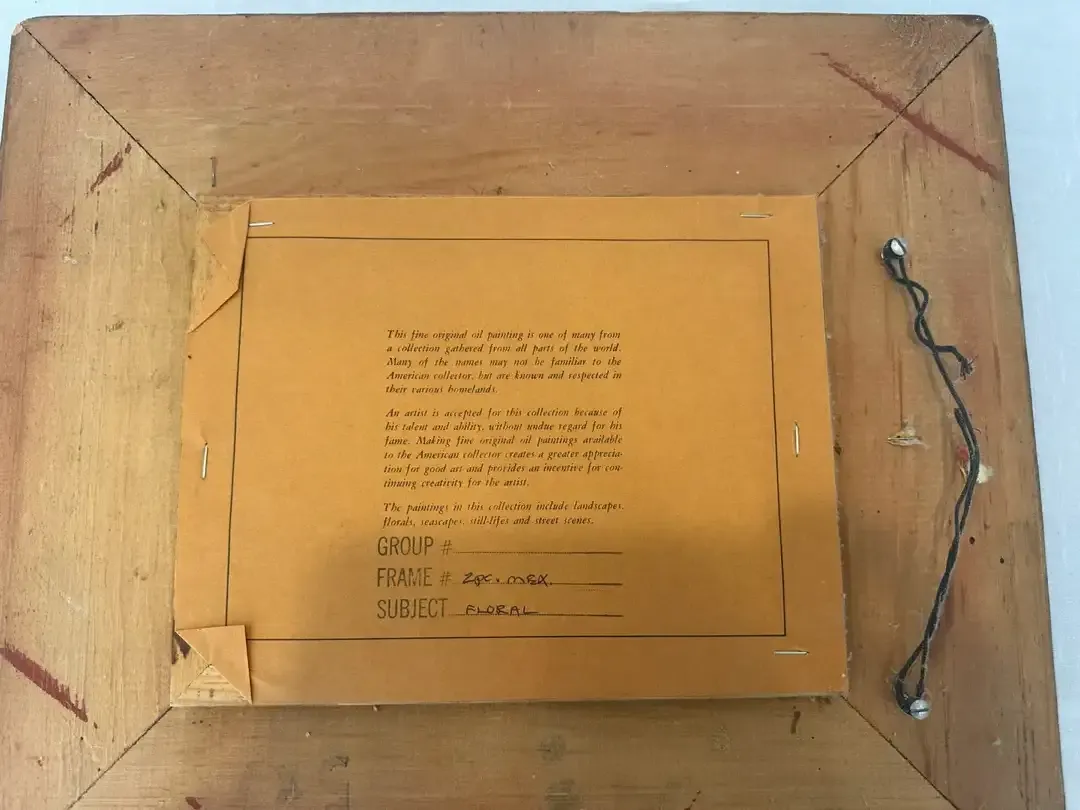 This fine original oil painting is one of many from
a collection gathered from all parts of the world.
Many of the names may not be familiar to the
American collector, but are known and respected in
their various homelands.
An artist is accepted for this collection because of
his talent and ability, without undue regard for his
fame. Making fine original oil paintings available
to the American collector creates a greater apprecia-
tion for good art and provides an incentive for con-
tinuing creativity for the artist.
The paintings in this collection include landscapes,
florals, seascapes, still-lifes and street scenes.
GROUP #
FRAME # 2pc. MEX.
SUBJECT FLORAL